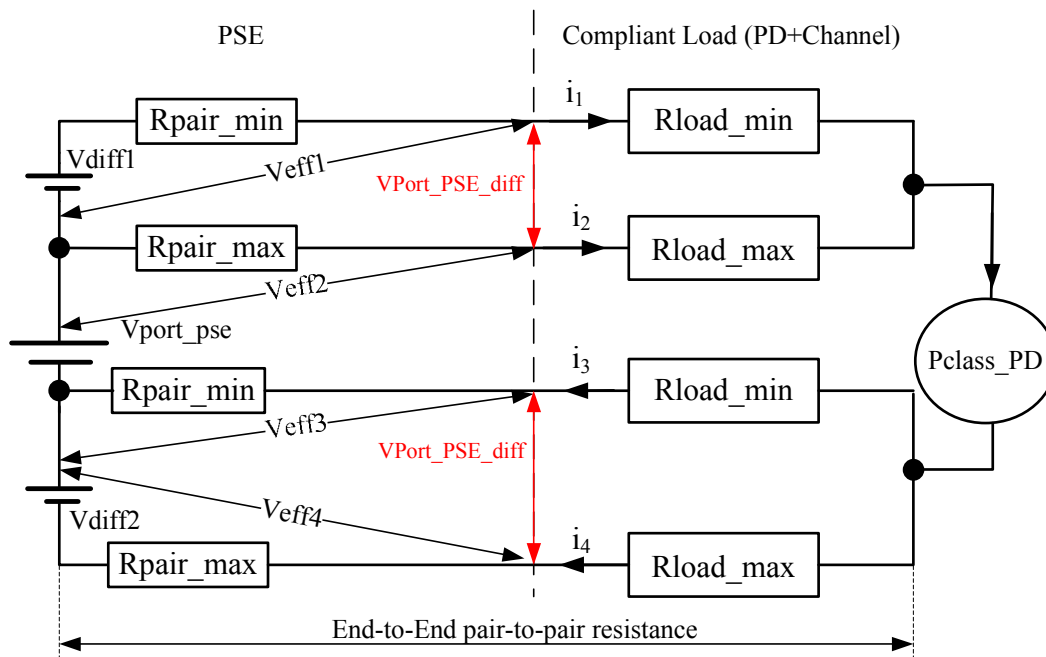 PSE
Compliant Load (PD+Channel)
Rpair_min
i1
Rload_min
Vdiff1
Veff1
VPort_PSE_diff
i2
Rpair_max
Rload_max
Veff2
Vport_pse
i3
Rpair_min
Rload_min
Pclass_PD
Veff3
VPort_PSE_diff
Vdiff2
Veff4
i4
Rpair_max
Rload_max
End-to-End pair-to-pair resistance